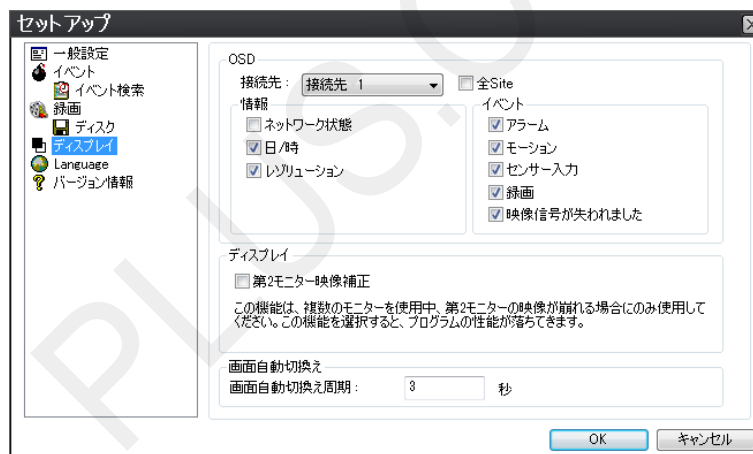 セットアップ
一般設定
イベント
イベント検索
録画
ディスク
ディスプレイ
Language
バージョン情報
OSD
接続先： 接続先 1 全Site
情報
ネットワーク状態
日/時
レゾリューション
イベント
アラーム
モーション
センサー入力
録画
映像信号が失われました
ディスプレイ
第2モニター映像補正
この機能は、複数のモニターを使用中、第2モニターの映像が崩れる場合にのみ使用して
ください。この機能を選択すると、プログラムの性能が落ちてきます。
画面自動切換え
画面自動切換え周期： 3 秒
OK キャンセル
PLUS.C